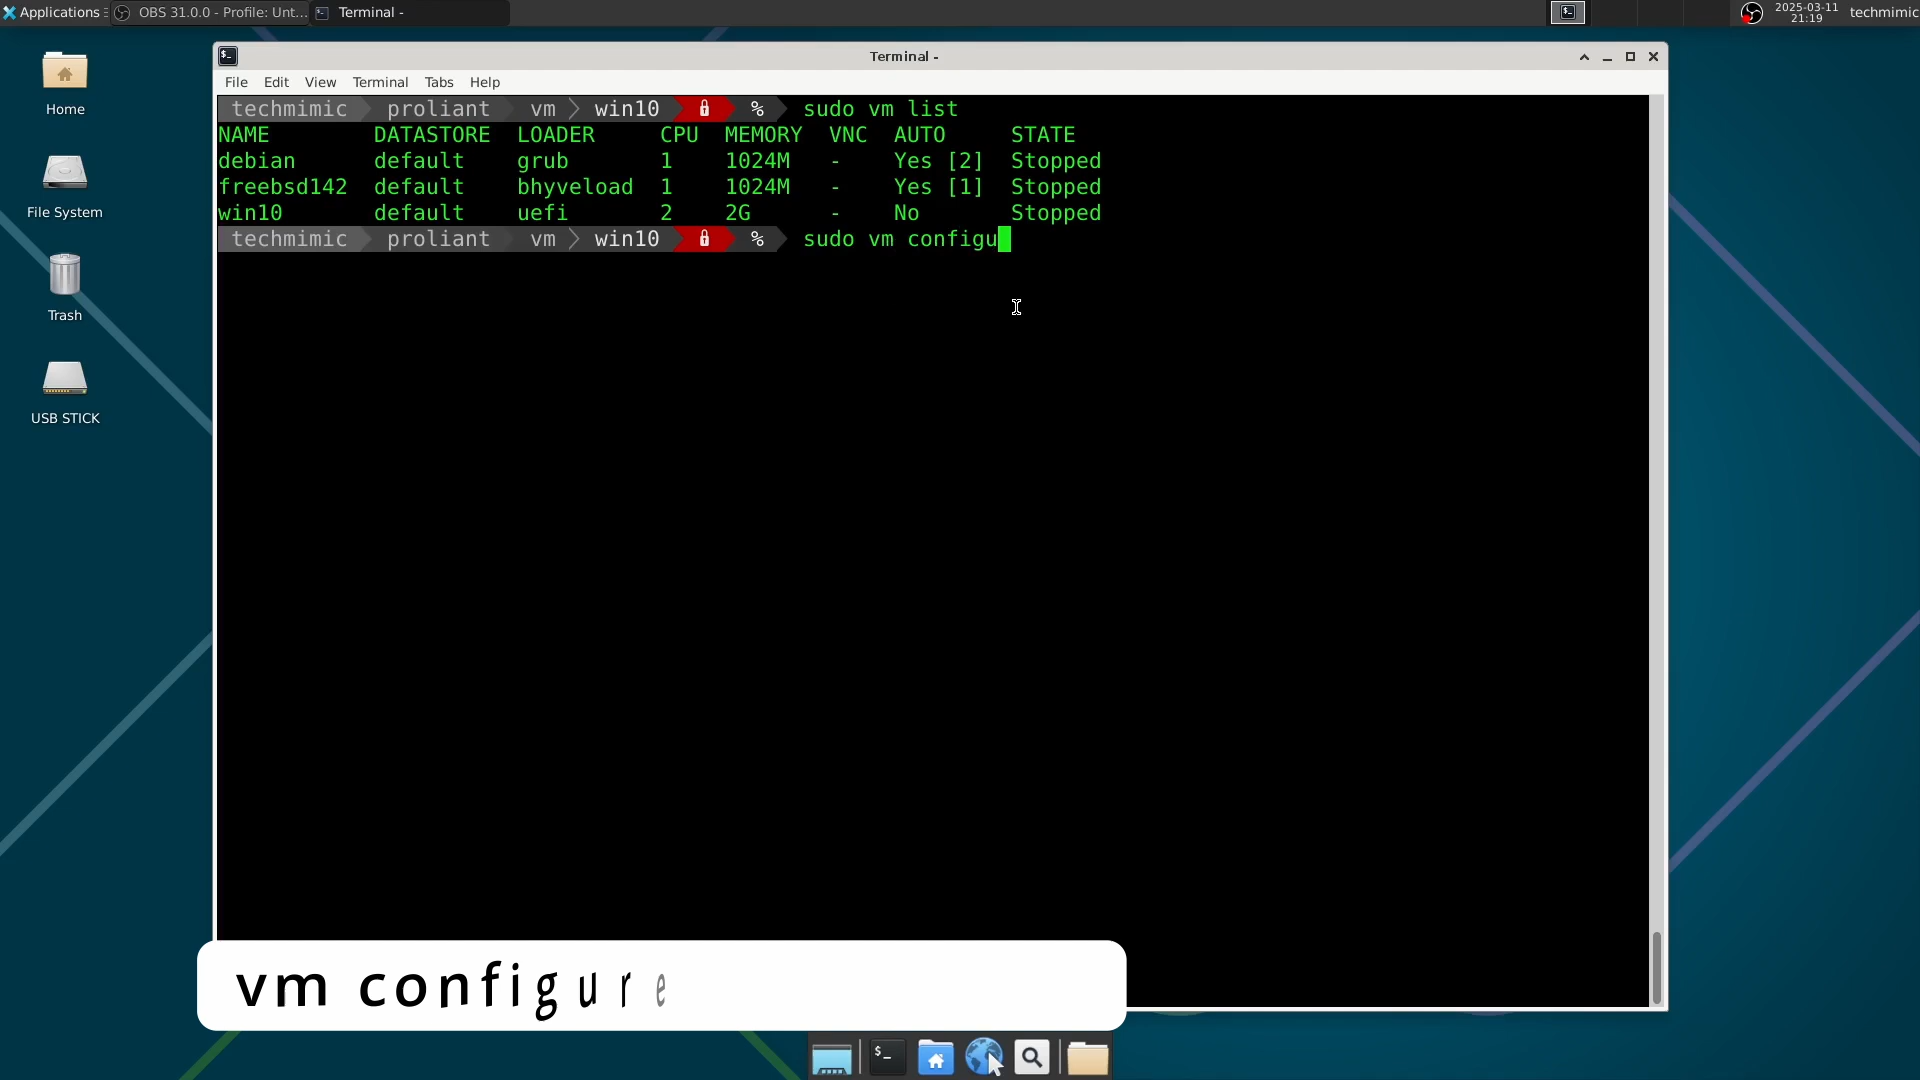 Applications
OBS 31.0.0 - Profile: Unt...
Terminal -
2025-03-11
21:19
techmimic
Home
File System
Trash
USB STICK
Terminal -
File Edit View Terminal Tabs Help
techmimic proliant vm win10 % sudo vm list
NAME DATASTORE LOADER CPU MEMORY VNC AUTO STATE
debian default grub 1 1024M - Yes [2] Stopped
freebsd142 default bhyveload 1 1024M - Yes [1] Stopped
win10 default uefi 2 2G - No Stopped
techmimic proliant vm win10 % sudo vm configu
vm configure